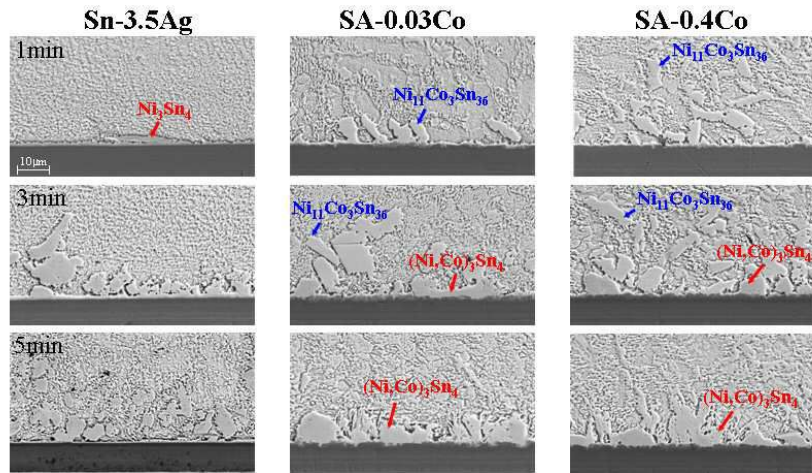 Sn-3.5Ag SA-0.03Co SA-0.4Co
1min
Ni₃Sn₄
10μm
Ni₁₁Co₃Sn₃₆
Ni₁₁Co₃Sn₃₆
3min
Ni₁₁Co₃Sn₃₆
(Ni,Co)₃Sn₄
Ni₁₁Co₃Sn₃₆
(Ni,Co)₃Sn₄
5min
(Ni,Co)₃Sn₄
(Ni,Co)₃Sn₄